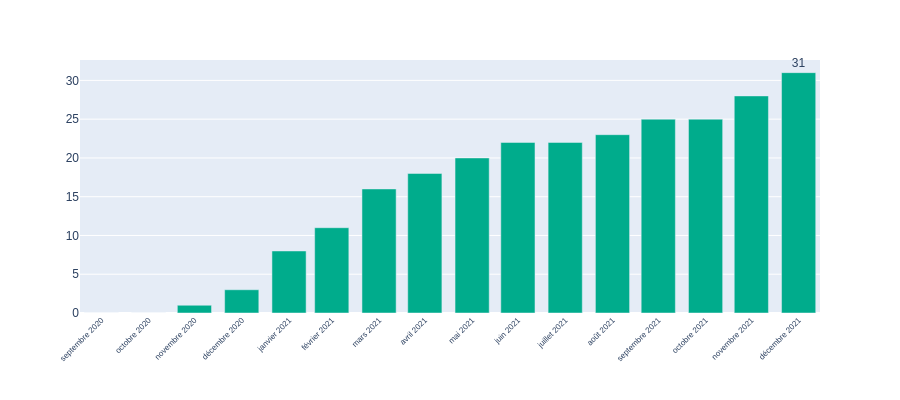 31
30
25
20
15
10
5
0
septembre 2020
octobre 2020
novembre 2020
décembre 2020
janvier 2021
février 2021
mars 2021
avril 2021
mai 2021
juin 2021
juillet 2021
août 2021
septembre 2021
octobre 2021
novembre 2021
décembre 2021